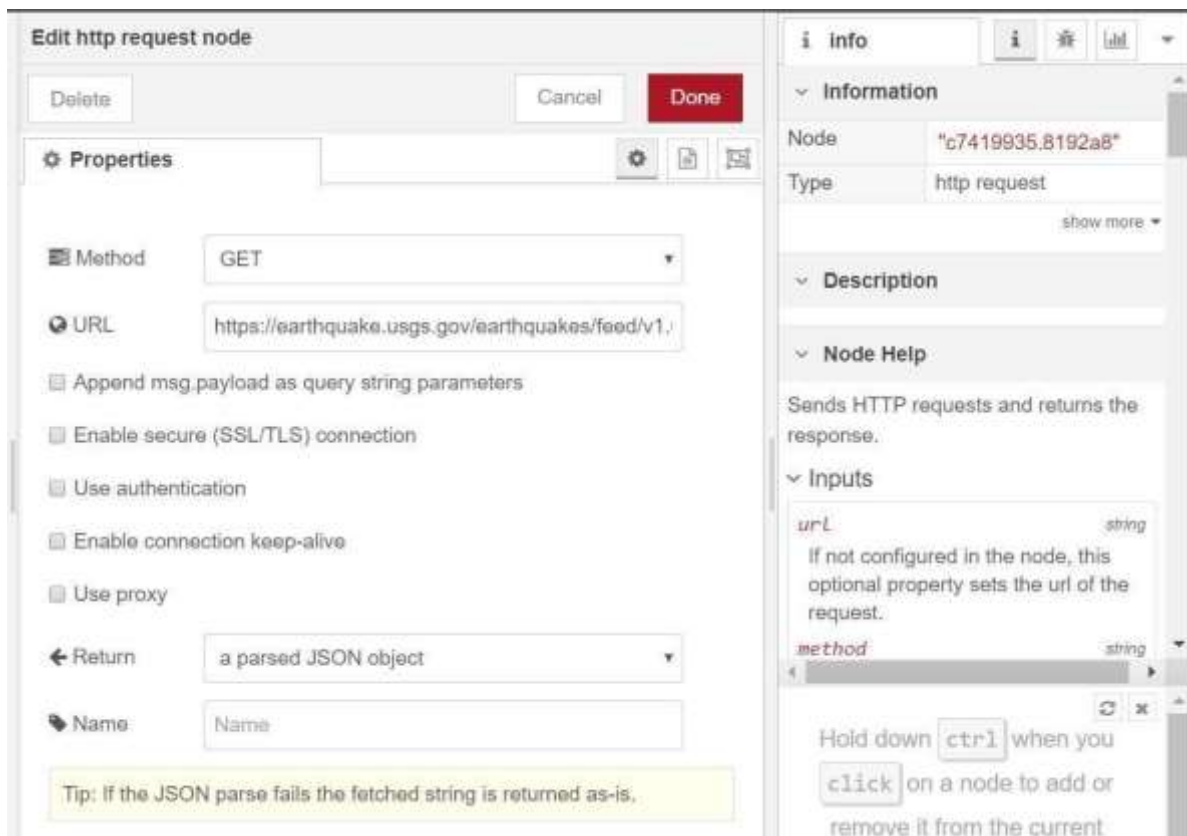 Edit http request node
Delete
Cancel
Done
Properties
Method
GET
URL
https://earthquake.usgs.gov/earthquakes/feed/v1.
Append msg.payload as query string parameters
Enable secure (SSL/TLS) connection
Use authentication
Enable connection keep-alive
Use proxy
Return
a parsed JSON object
Name
Name
Tip: If the JSON parse fails the fetched string is returned as-is.
info
Information
Node
"c7419935.8192a8"
Type
http request
show more
Description
Node Help
Sends HTTP requests and returns the
response.
Inputs
url
string
If not configured in the node, this
optional property sets the url of the
request.
method
string
Hold down ctrl when you
click on a node to add or
remove it from the current